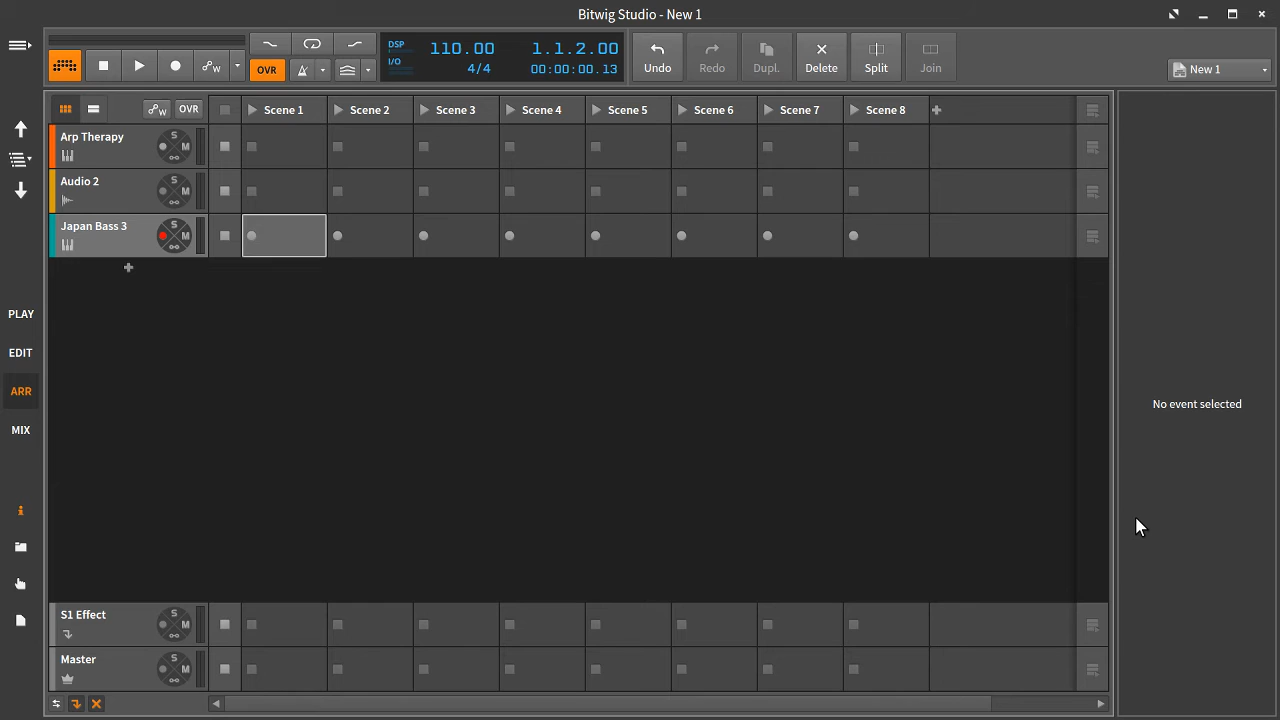 Bitwig Studio - New 1
OVR
DSP
I/O
110.00
4/4
1.1.2.00
00:00:00.13
Undo
Redo
Dupl.
Delete
Split
Join
New 1
OVR
Scene 1
Scene 2
Scene 3
Scene 4
Scene 5
Scene 6
Scene 7
Scene 8
Arp Therapy
S
M
Audio 2
S
M
Japan Bass 3
S
M
PLAY
EDIT
ARR
MIX
No event selected
S1 Effect
S
M
Master
S
M